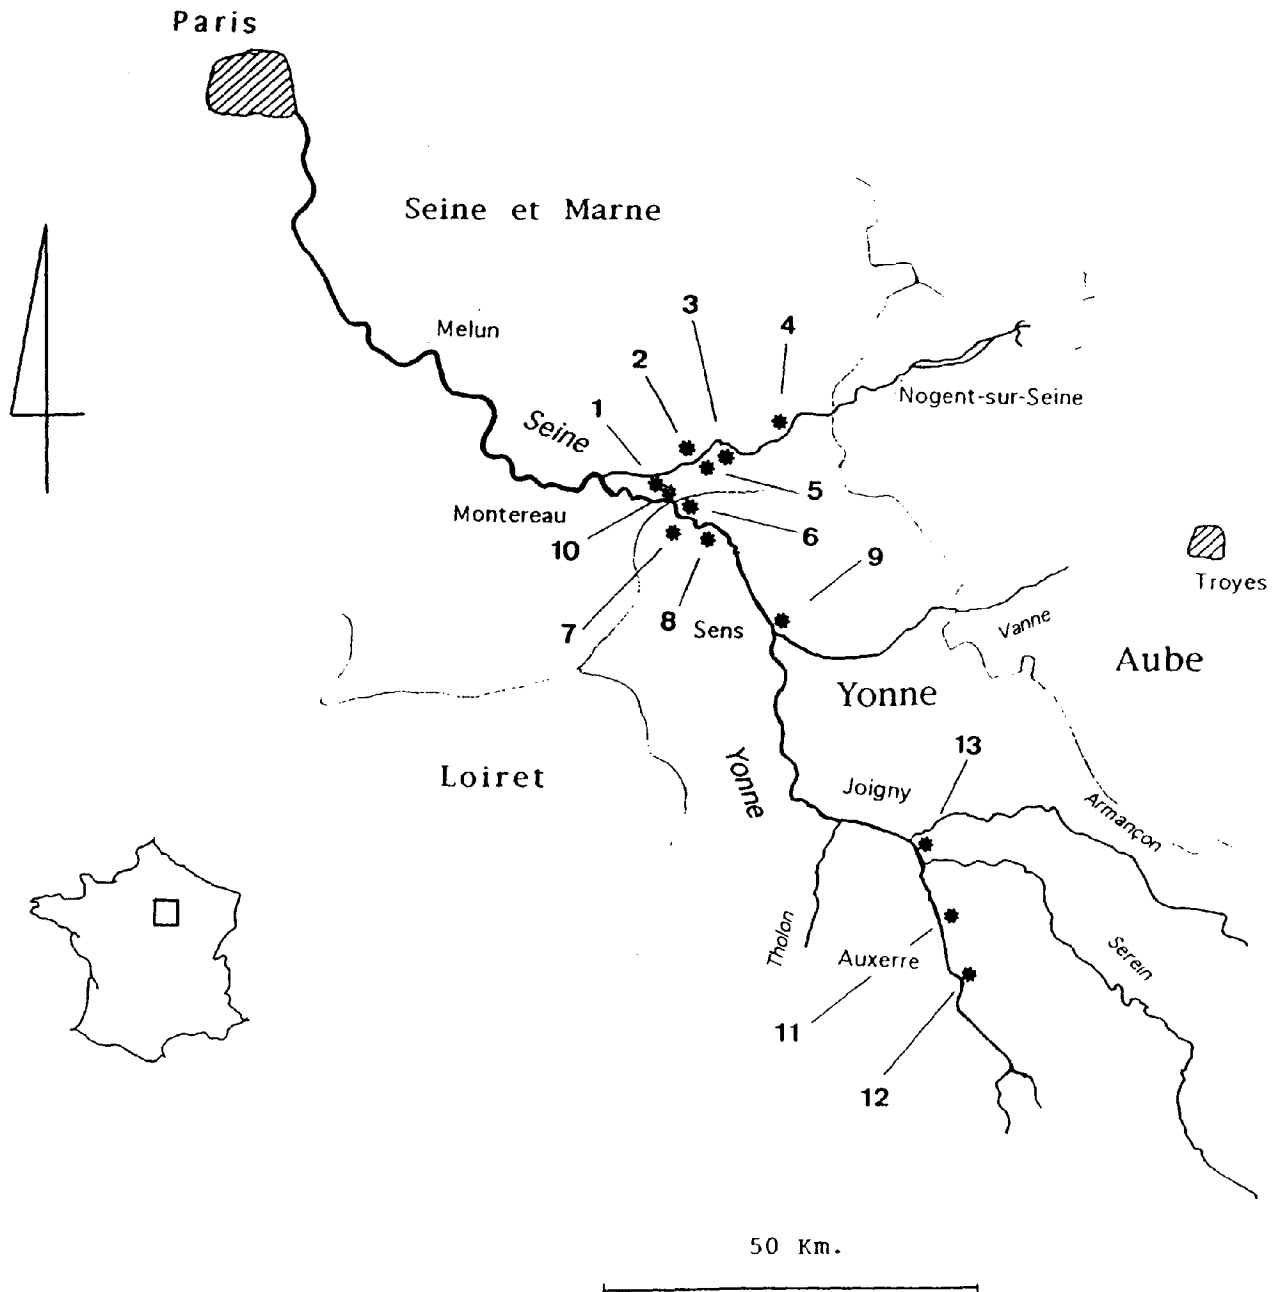 Paris
Seine et Marne
3
4
Melun
2
Nogent-sur-Seine
1
Seine
5
Montereau
6
10
9
Troyes
7
8
Sens
Vanne
Aube
Yonne
13
Loiret
Yonne
Joigny
Armançon
Tholon
Auxerre
Serein
11
12
50 Km.